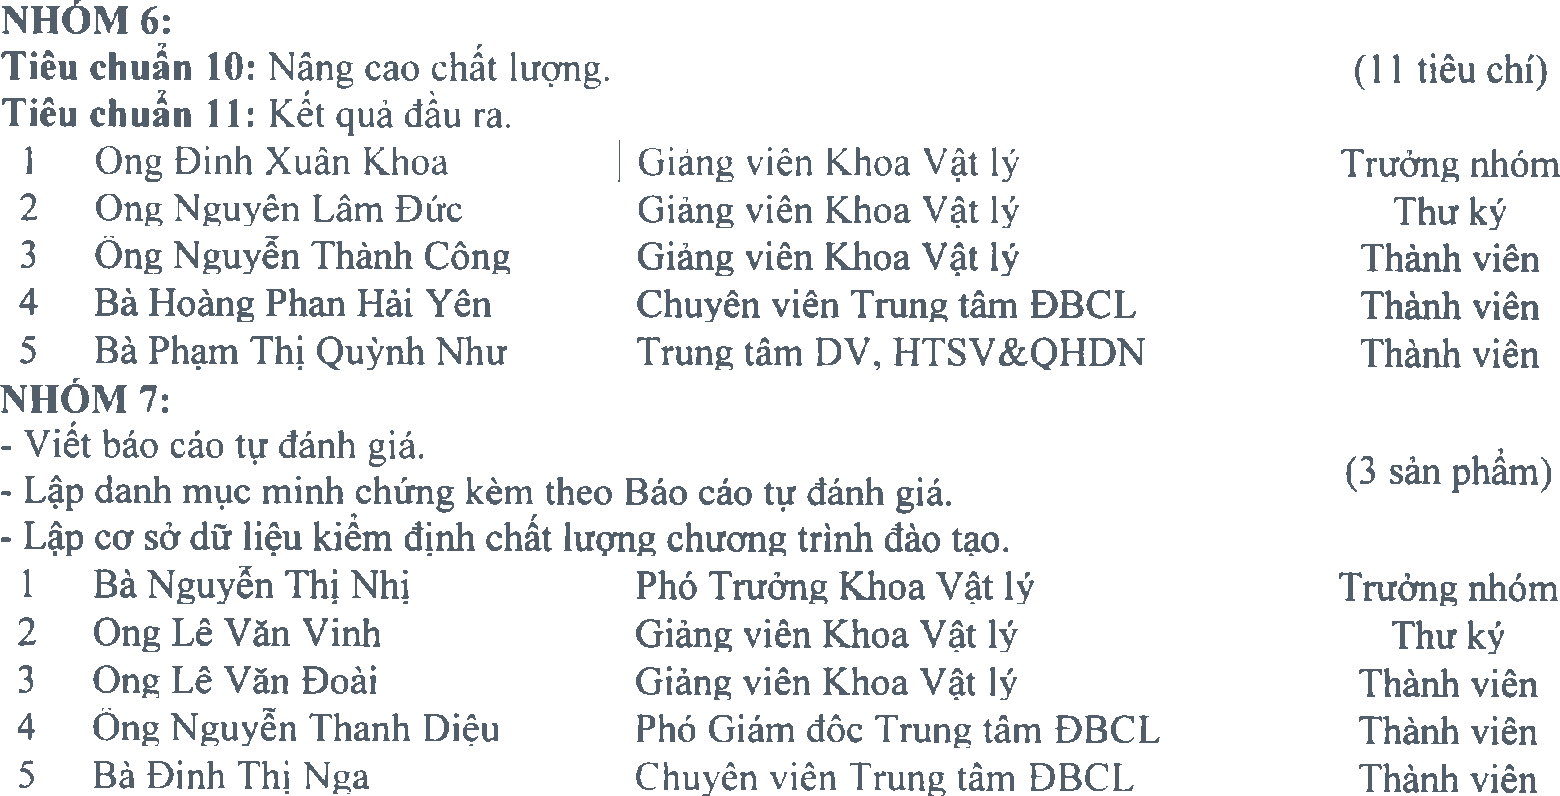 NHÓM 6:
Tiêu chuẩn 10: Nâng cao chất lượng. (11 tiêu chí)
Tiêu chuẩn 11: Kết quả đầu ra.
1 Ong Đinh Xuân Khoa Giảng viên Khoa Vật lý Trưởng nhóm
2 Ong Nguyên Lâm Đức Giảng viên Khoa Vật lý Thư ký
3 Ông Nguyễn Thành Công Giảng viên Khoa Vật lý Thành viên
4 Bà Hoàng Phan Hải Yên Chuyên viên Trung tâm ĐBCL Thành viên
5 Bà Phạm Thị Quỳnh Như Trung tâm DV, HTSV&QHDN Thành viên
NHÓM 7:
- Viết báo cáo tự đánh giá.
(3 sản phẩm)
- Lập danh mục minh chứng kèm theo Báo cáo tự đánh giá.
- Lập cơ sở dữ liệu kiểm định chất lượng chương trình đào tạo.
1 Bà Nguyễn Thị Nhị Phó Trưởng Khoa Vật lý Trưởng nhóm
2 Ong Lê Văn Vinh Giảng viên Khoa Vật lý Thư ký
3 Ong Lê Văn Đoài Giảng viên Khoa Vật lý Thành viên
4 Ông Nguyễn Thanh Diệu Phó Giám đôc Trung tâm ĐBCL Thành viên
5 Bà Đinh Thị Nga Chuyên viên Trung tâm ĐBCL Thành viên